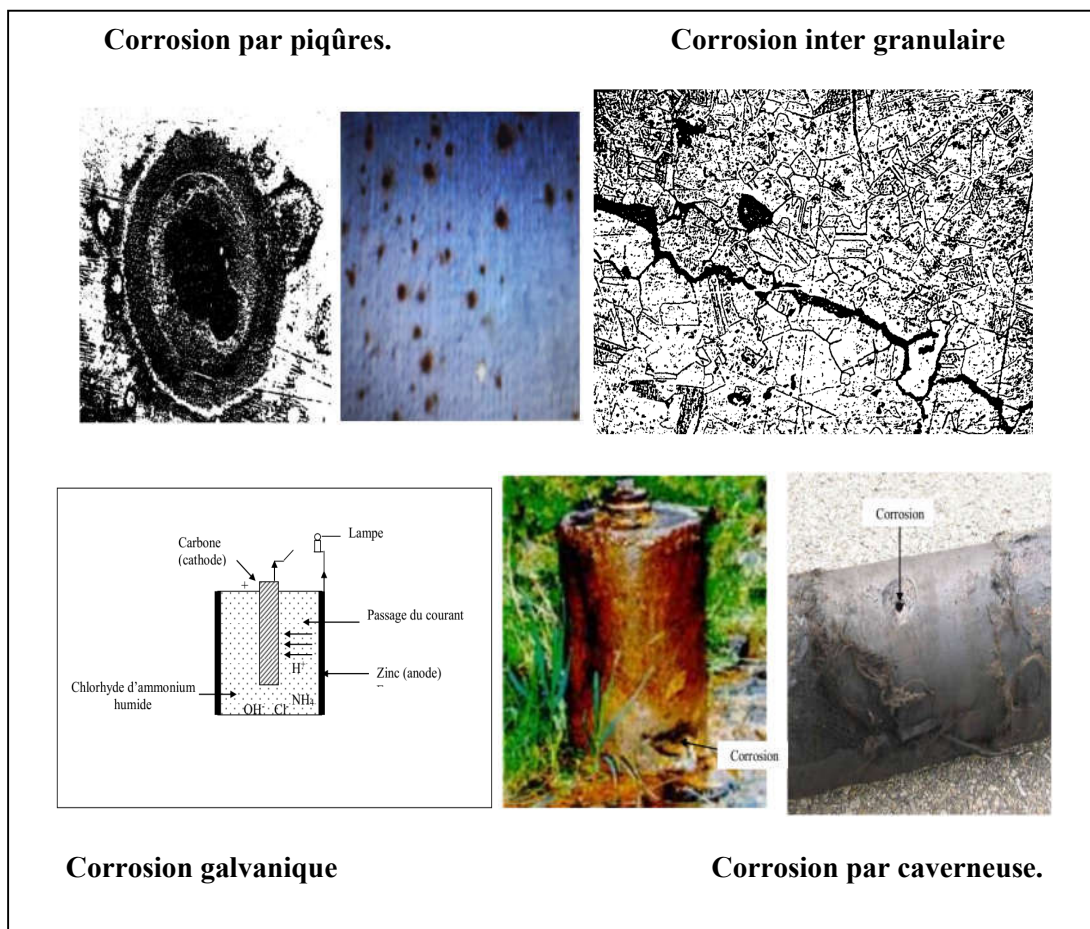 Corrosion par piqûres.
Corrosion inter granulaire
Lampe
Carbone
(cathode)
+
Passage du courant
H+
Chlorhyde d'ammonium
humide
Zinc (anode)
NH4
OH Cl
Corrosion
Corrosion
Corrosion galvanique
Corrosion par caverneuse.